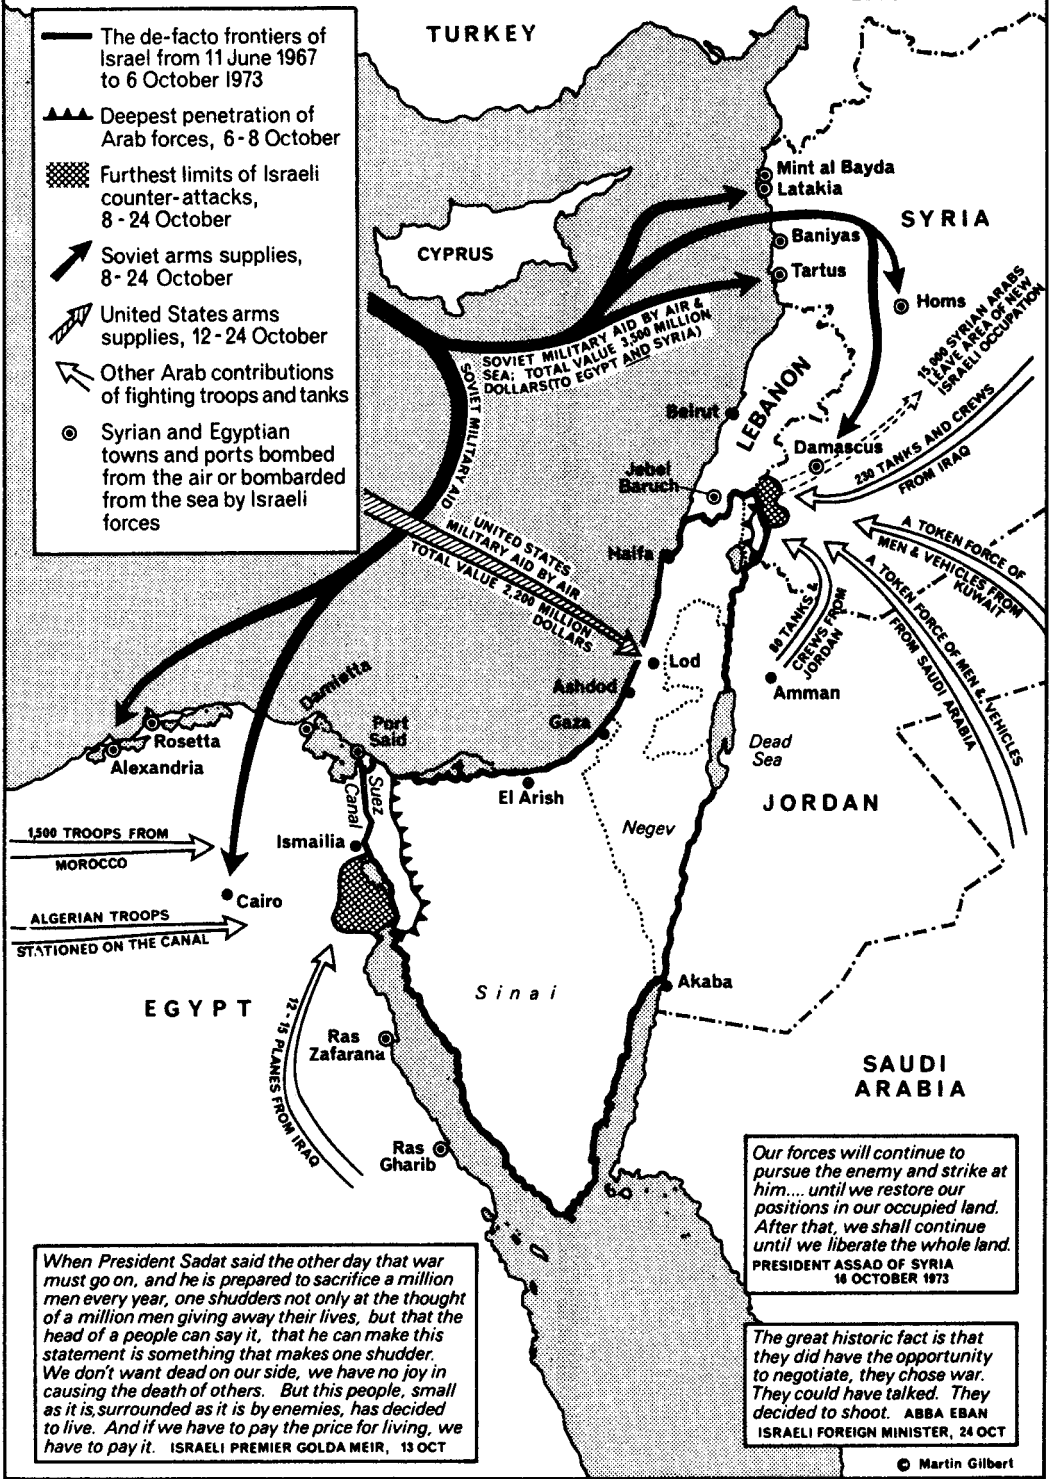 The de-facto frontiers of
Israel from 11 June 1967
to 6 October 1973
Deepest penetration of
Arab forces, 6-8 October
Furthest limits of Israeli
counter-attacks,
8-24 October
Soviet arms supplies,
8-24 October
United States arms
supplies, 12-24 October
Other Arab contributions
of fighting troops and tanks
Syrian and Egyptian
towns and ports bombed
from the air or bombarded
from the sea by Israeli
forces
TURKEY
Mint al Bayda
Latakia
SYRIA
CYPRUS
Baniyas
Tartus
Homs
SOVIET MILITARY AID BY AIR &
SEA; TOTAL VALUE 3,500 MILLION
DOLLARS (TO EGYPT AND SYRIA)
SOVIET MILITARY AID
15,000 SYRIAN ARABS
LEAVE AREA OF NEW
ISRAELI OCCUPATION
LEBANON
Beirut
Damascus
230 TANKS AND CREWS
FROM IRAQ
Jebel
Baruch
UNITED STATES
MILITARY AID BY AIR
TOTAL VALUE 2,200 MILLION
DOLLARS
Haifa
A TOKEN FORCE OF
MEN & VEHICLES FROM
KUWAIT
80 TANKS &
CREWS FROM
JORDAN
A TOKEN FORCE OF MEN & VEHICLES
FROM SAUDI ARABIA
Lod
Amman
Ashdod
Gaza
Damietta
Port
Said
Rosetta
Alexandria
Dead
Sea
El Arish
JORDAN
Suez
Canal
Negev
Ismailia
1,500 TROOPS FROM
MOROCCO
Cairo
ALGERIAN TROOPS
STATIONED ON THE CANAL
Akaba
Sinai
EGYPT
12-15 PLANES FROM IRAQ
Ras
Zafarana
SAUDI
ARABIA
Ras
Gharib
Our forces will continue to
pursue the enemy and strike at
him.... until we restore our
positions in our occupied land.
After that, we shall continue
until we liberate the whole land.
PRESIDENT ASSAD OF SYRIA
16 OCTOBER 1973
When President Sadat said the other day that war
must go on, and he is prepared to sacrifice a million
men every year, one shudders not only at the thought
of a million men giving away their lives, but that the
head of a people can say it, that he can make this
statement is something that makes one shudder.
We don't want dead on our side, we have no joy in
causing the death of others. But this people, small
as it is, surrounded as it is by enemies, has decided
to live. And if we have to pay the price for living, we
have to pay it. ISRAELI PREMIER GOLDA MEIR, 13 OCT
The great historic fact is that
they did have the opportunity
to negotiate, they chose war.
They could have talked. They
decided to shoot. ABBA EBAN
ISRAELI FOREIGN MINISTER, 24 OCT
© Martin Gilbert